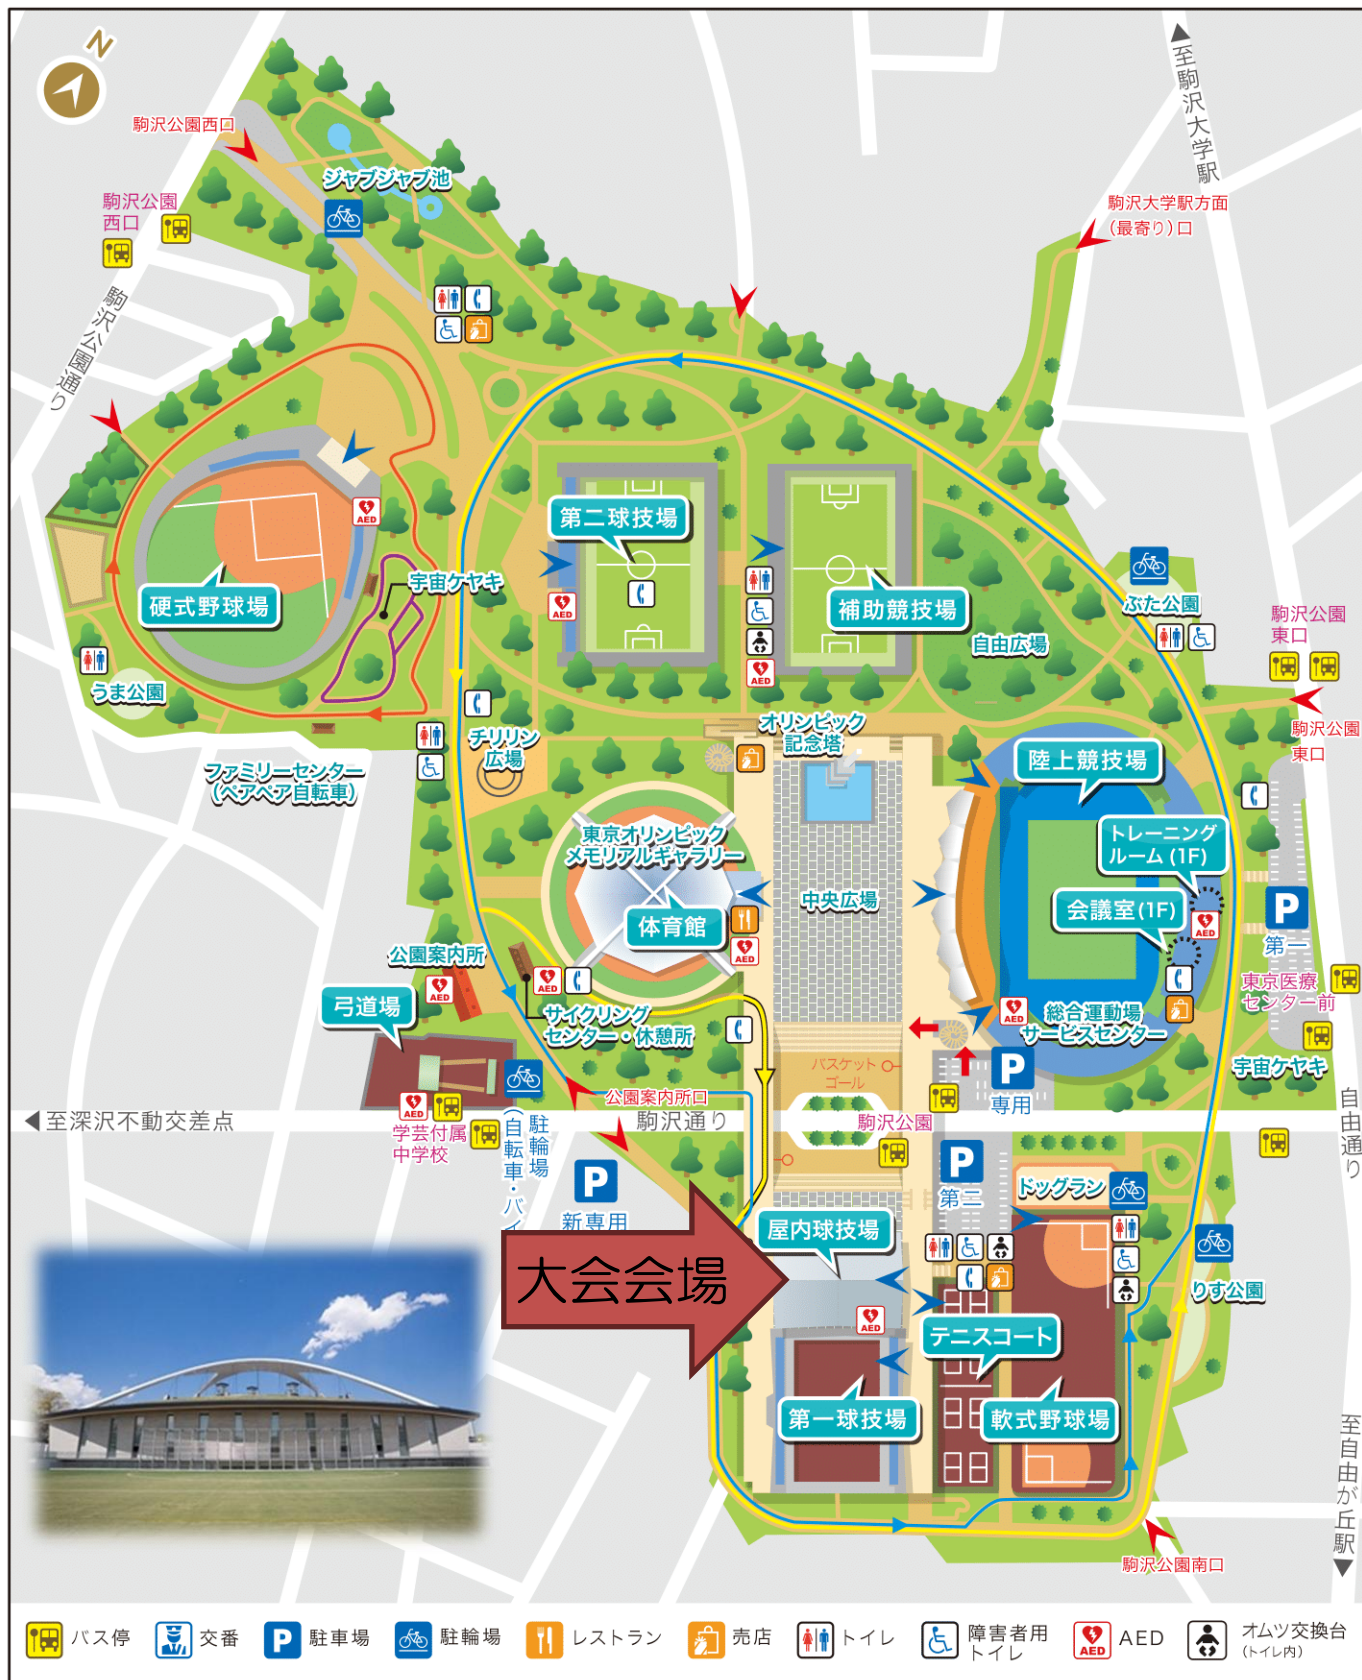 N
駒沢公園西口
ジャブジャブ池
駒沢公園
西口
駒沢公園通り
至駒沢大学駅
駒沢大学駅方面
(最寄り)口
第二球技場
補助競技場
硬式野球場
宇宙ケヤキ
AED
AED
AED
自由広場
ぶた公園
駒沢公園
東口
駒沢公園
東口
うま公園
チリリン
広場
オリンピック
記念塔
陸上競技場
ファミリーセンター
(ペアペア自転車)
東京オリンピック
メモリアルギャラリー
トレーニング
ルーム(1F)
中央広場
体育館
会議室(1F)
AED
AED
P
第一
公園案内所
AED
AED
サイクリング
センター・休憩所
弓道場
AED
総合運動場
サービスセンター
東京医療
センター前
宇宙ケヤキ
バスケット
ゴール
P
専用
公園案内所口
駒沢通り
駒沢公園
至深沢不動交差点
AED
学芸付属
中学校
駐輪場
(自転車・バイ
P
新専用
P
第二
ドッグラン
自由通り
屋内球技場
大会会場
りす公園
AED
テニスコート
第一球技場
軟式野球場
至自由が丘駅
駒沢公園南口
バス停
交番
P
駐車場
駐輪場
レストラン
売店
トイレ
障害者用
トイレ
AED
AED
オムツ交換台
(トイレ内)